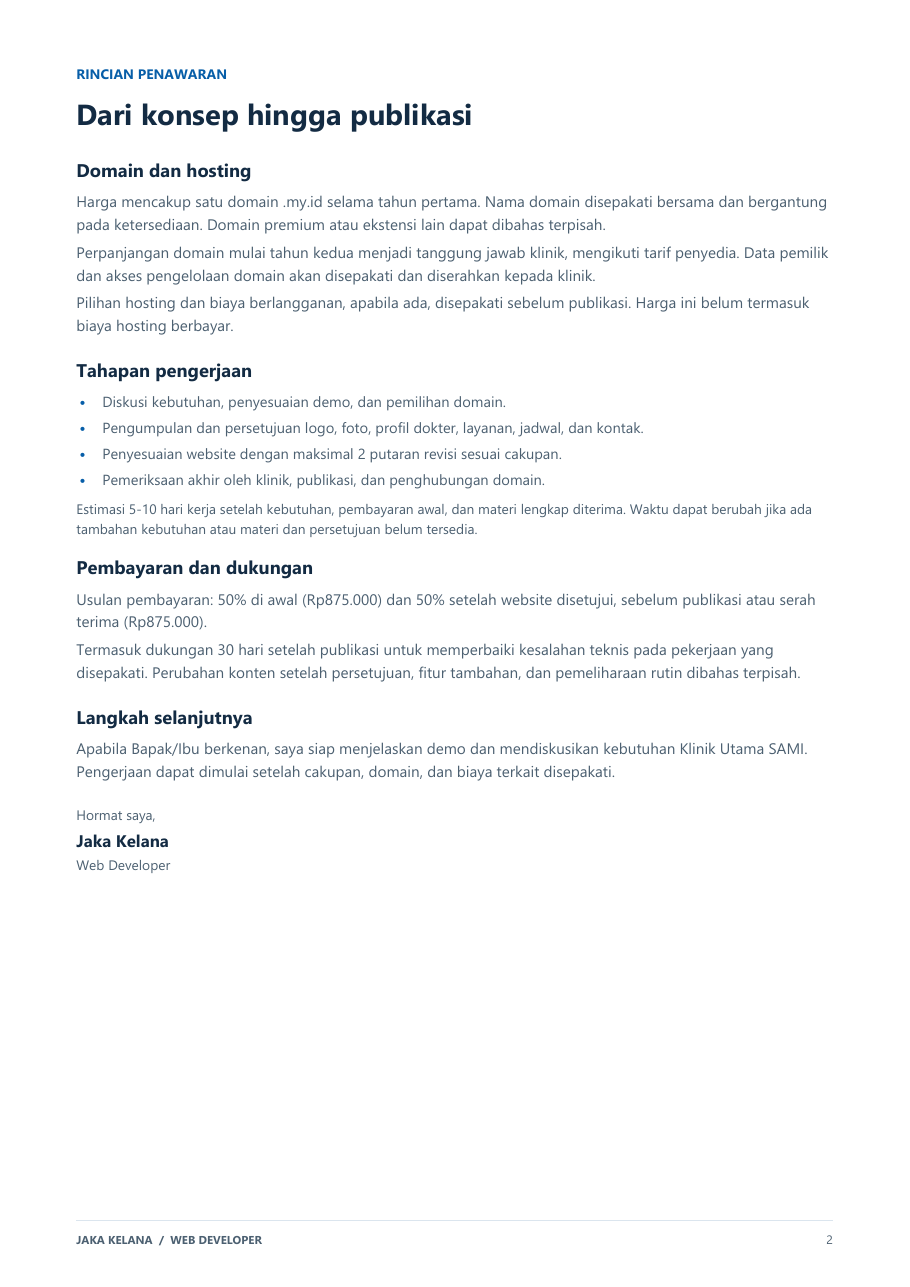 RINCIAN PENAWARAN
Dari konsep hingga publikasi
Domain dan hosting
Harga mencakup satu domain .my.id selama tahun pertama. Nama domain disepakati bersama dan bergantung
pada ketersediaan. Domain premium atau ekstensi lain dapat dibahas terpisah.
Perpanjangan domain mulai tahun kedua menjadi tanggung jawab klinik, mengikuti tarif penyedia. Data pemilik
dan akses pengelolaan domain akan disepakati dan diserahkan kepada klinik.
Pilihan hosting dan biaya berlangganan, apabila ada, disepakati sebelum publikasi. Harga ini belum termasuk
biaya hosting berbayar.
Tahapan pengerjaan
• Diskusi kebutuhan, penyesuaian demo, dan pemilihan domain.
• Pengumpulan dan persetujuan logo, foto, profil dokter, layanan, jadwal, dan kontak.
• Penyesuaian website dengan maksimal 2 putaran revisi sesuai cakupan.
• Pemeriksaan akhir oleh klinik, publikasi, dan penghubungan domain.
Estimasi 5-10 hari kerja setelah kebutuhan, pembayaran awal, dan materi lengkap diterima. Waktu dapat berubah jika ada
tambahan kebutuhan atau materi dan persetujuan belum tersedia.
Pembayaran dan dukungan
Usulan pembayaran: 50% di awal (Rp875.000) dan 50% setelah website disetujui, sebelum publikasi atau serah
terima (Rp875.000).
Termasuk dukungan 30 hari setelah publikasi untuk memperbaiki kesalahan teknis pada pekerjaan yang
disepakati. Perubahan konten setelah persetujuan, fitur tambahan, dan pemeliharaan rutin dibahas terpisah.
Langkah selanjutnya
Apabila Bapak/Ibu berkenan, saya siap menjelaskan demo dan mendiskusikan kebutuhan Klinik Utama SAMI.
Pengerjaan dapat dimulai setelah cakupan, domain, dan biaya terkait disepakati.
Hormat saya,
Jaka Kelana
Web Developer
JAKA KELANA / WEB DEVELOPER
2